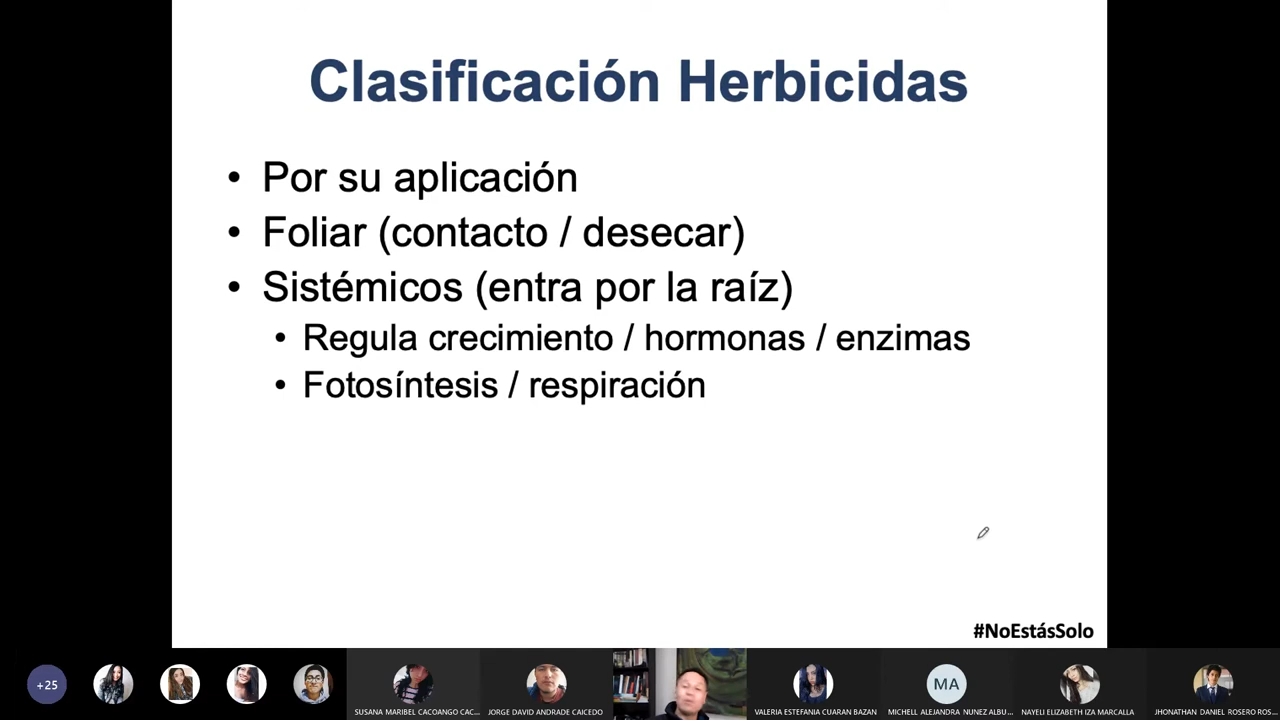 Clasificación Herbicidas
• Por su aplicación
• Foliar (contacto / desecar)
• Sistémicos (entra por la raíz)
• Regula crecimiento / hormonas / enzimas
• Fotosíntesis / respiración
#NoEstásSolo
+25
SUSANA MARIBEL CACOANGO CAC...
JORGE DAVID ANDRADE CAICEDO
VALERIA ESTEFANIA CUARAN BAZAN
MA
MICHELL ALEJANDRA NUNEZ ALBU...
NAYELI ELIZABETH IZA MARCALLA
JHONATHAN DANIEL ROSERO ROS...